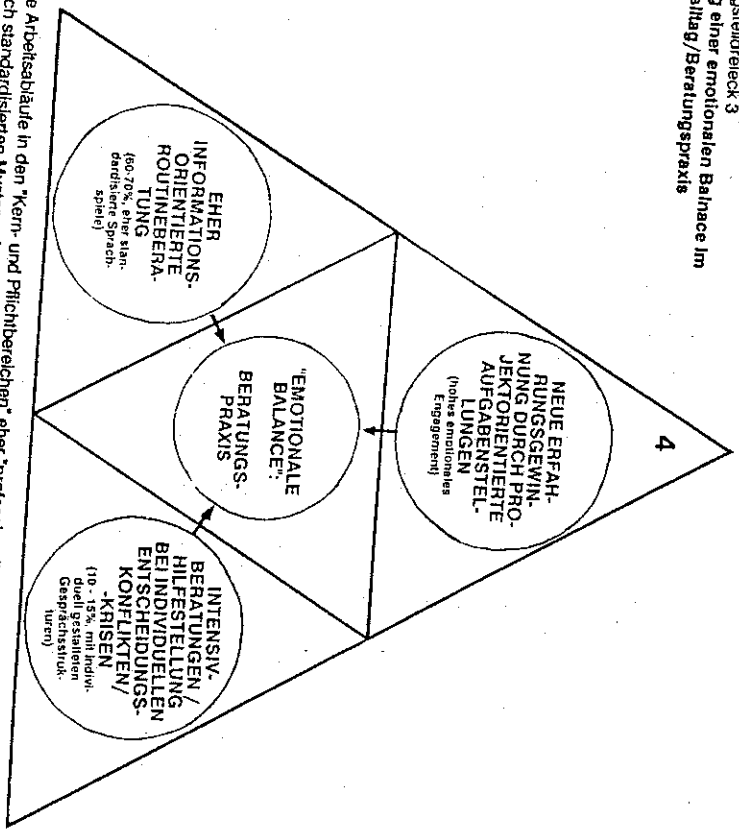 3
einer emotionalen Balnace im
alltag/Beratungspraxis
4
NEUE ERFAH-
RUNGSGEWIN-
NUNG DURCH PRO-
JEKTORIENTIERTE
AUFGABENSTEL-
LUNGEN
(hohes emotionales
Engagement)
"EMOTIONALE
BALANCE":
BERATUNGS-
PRAXIS
EHER
INFORMATIONS-
ORIENTIERTE
ROUTINEBERA-
TUNG
(60-70%, eher stan-
dardisierte Sprach-
spiele)
INTENSIV-
BERATUNGEN/
HILFESTELLUNG
BEI INDIVIDUELLEN
ENTSCHEIDUNGS-
KONFLIKTEN/
-KRISEN
(10 - 15%, mit indivi-
duell gestalteten
Gesprächsstruk-
turen)
e Arbeitsabläufe in den "Kern- und Pflichtbereichen" eher
ch standardisierten